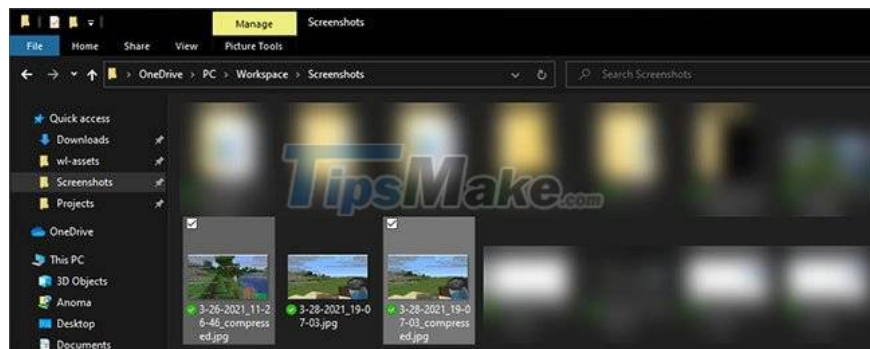 Manage Screenshots
File Home Share View Picture Tools
OneDrive > PC > Workspace > Screenshots
Search Screenshots
Quick access
Downloads
wl-assets
Screenshots
Projects
OneDrive
This PC
3D Objects
Anoma
Desktop
Documents
TipsMake.com
3-26-2021_11-2
6-46_compress
ed.jpg
3-28-2021_19-0
7-03.jpg
3-28-2021_19-0
7-03_compress
ed.jpg